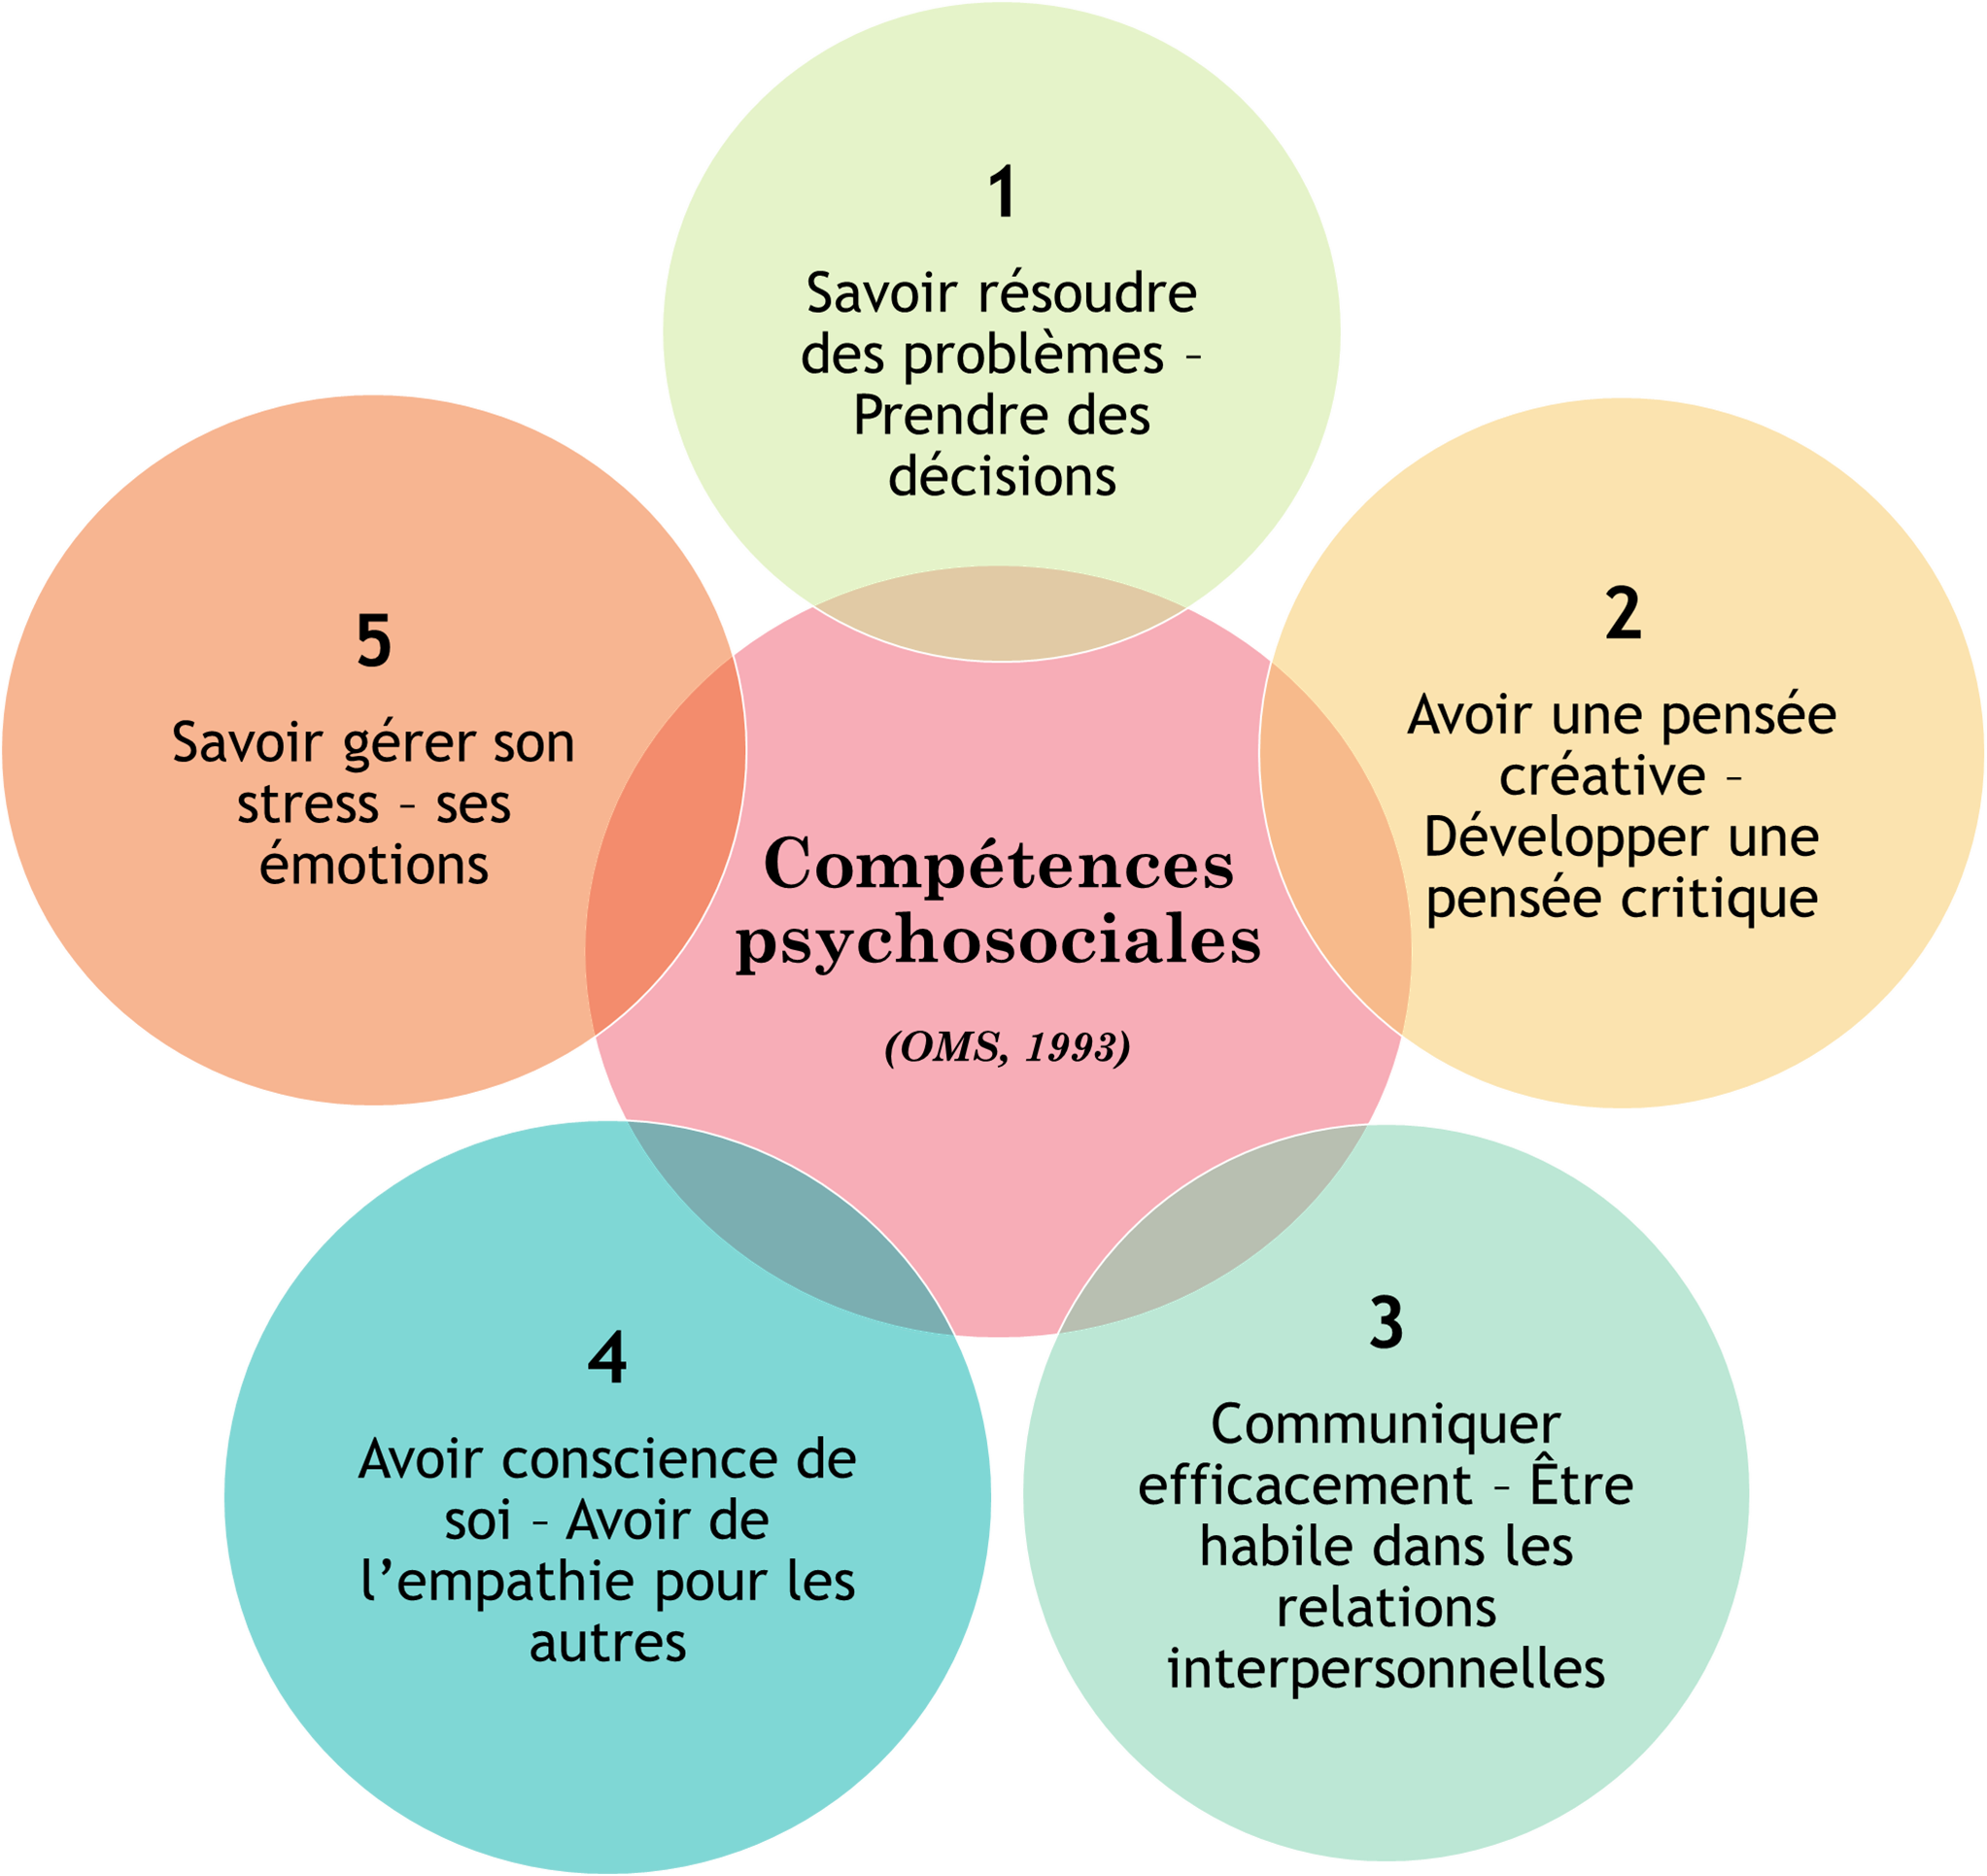 1
Savoir résoudre
des problèmes -
Prendre des
décisions
2
Avoir une pensée
créative -
Développer une
pensée critique
3
Communiquer
efficacement - Être
habile dans les
relations
interpersonnelles
4
Avoir conscience de
soi - Avoir de
l’empathie pour les
autres
5
Savoir gérer son
stress - ses
émotions
Compétences
psychosociales
(OMS, 1993)